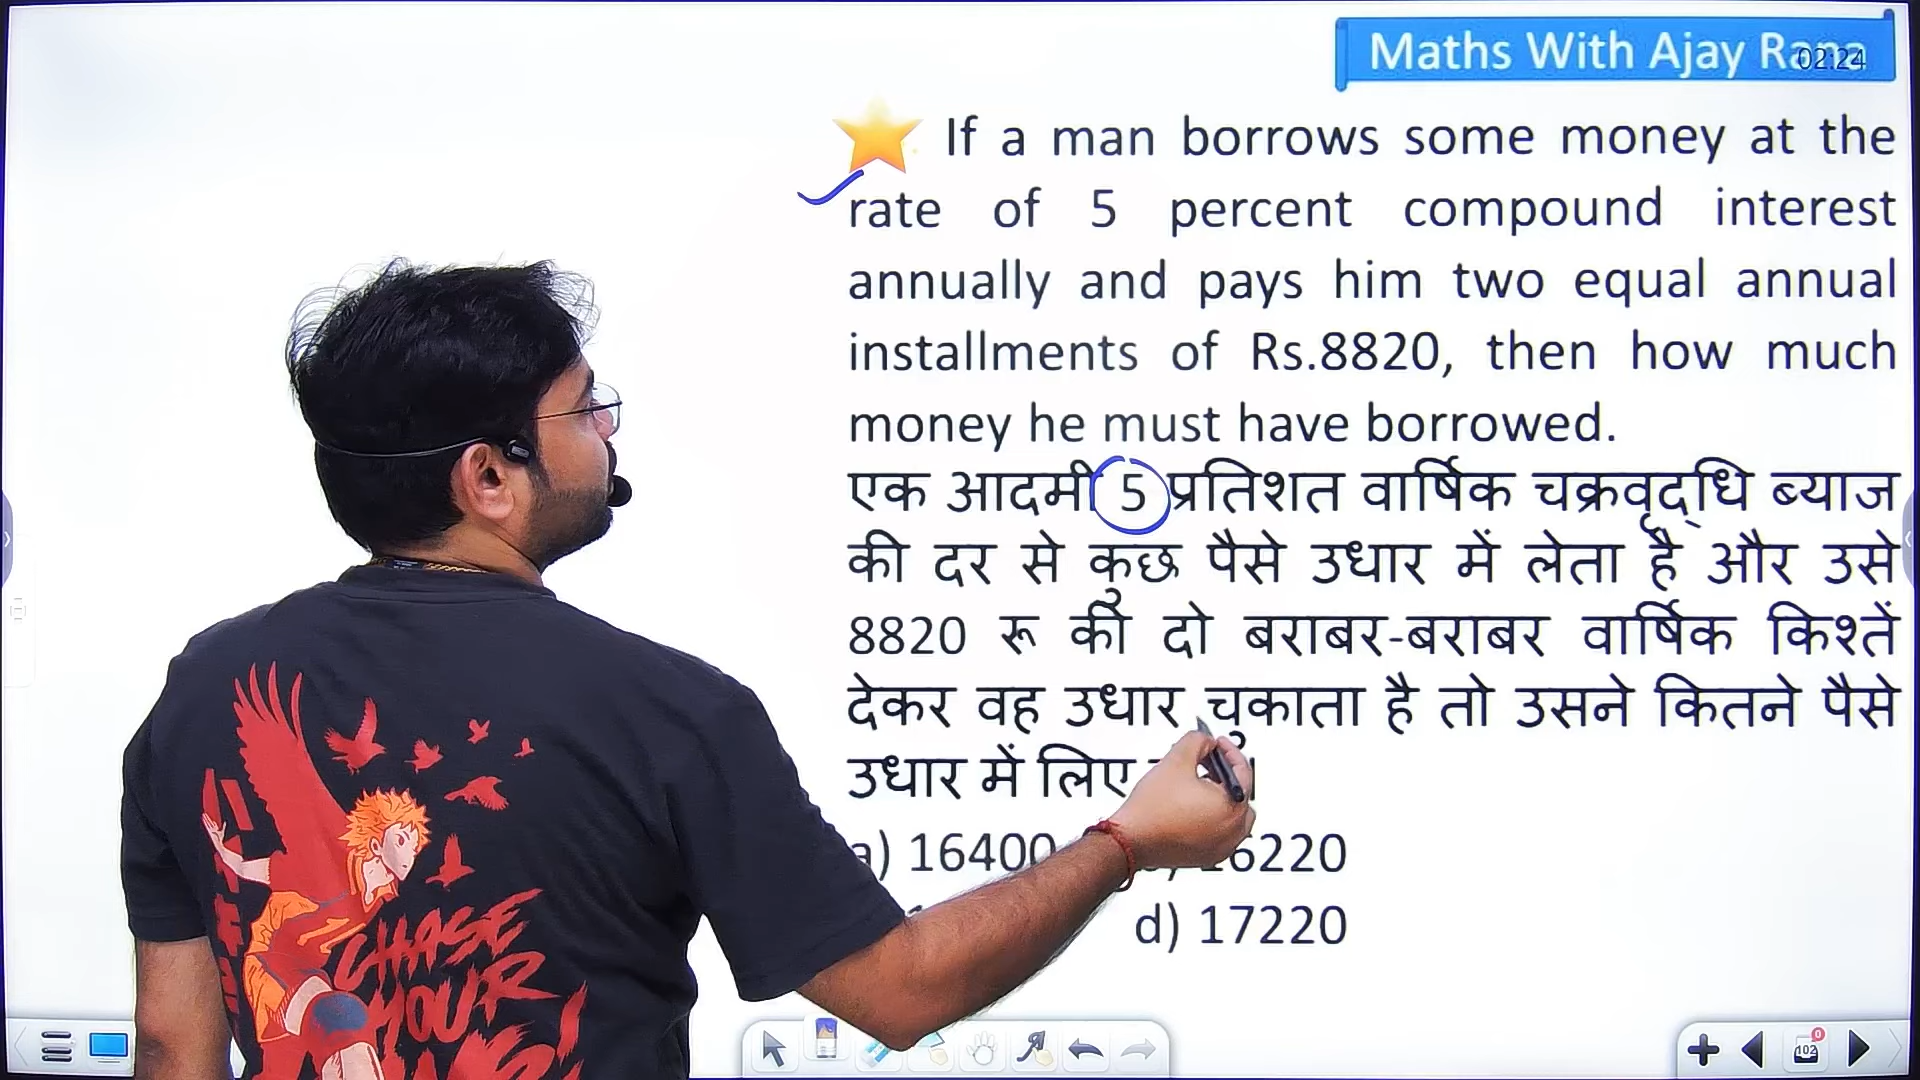 Maths With Ajay Rana
02:24
If a man borrows some money at the
rate of 5 percent compound interest
annually and pays him two equal annual
installments of Rs.8820, then how much
money he must have borrowed.
एक आदमी 5 प्रतिशत वार्षिक चक्रवृद्धि ब्याज
की दर से कुछ पैसे उधार में लेता है और उसे
8820 रू की दो बराबर-बराबर वार्षिक किश्तें
देकर वह उधार चुकाता है तो उसने कितने पैसे
उधार में लिए
a) 16400 16220
d) 17220
CHASE
YOUR
102
0